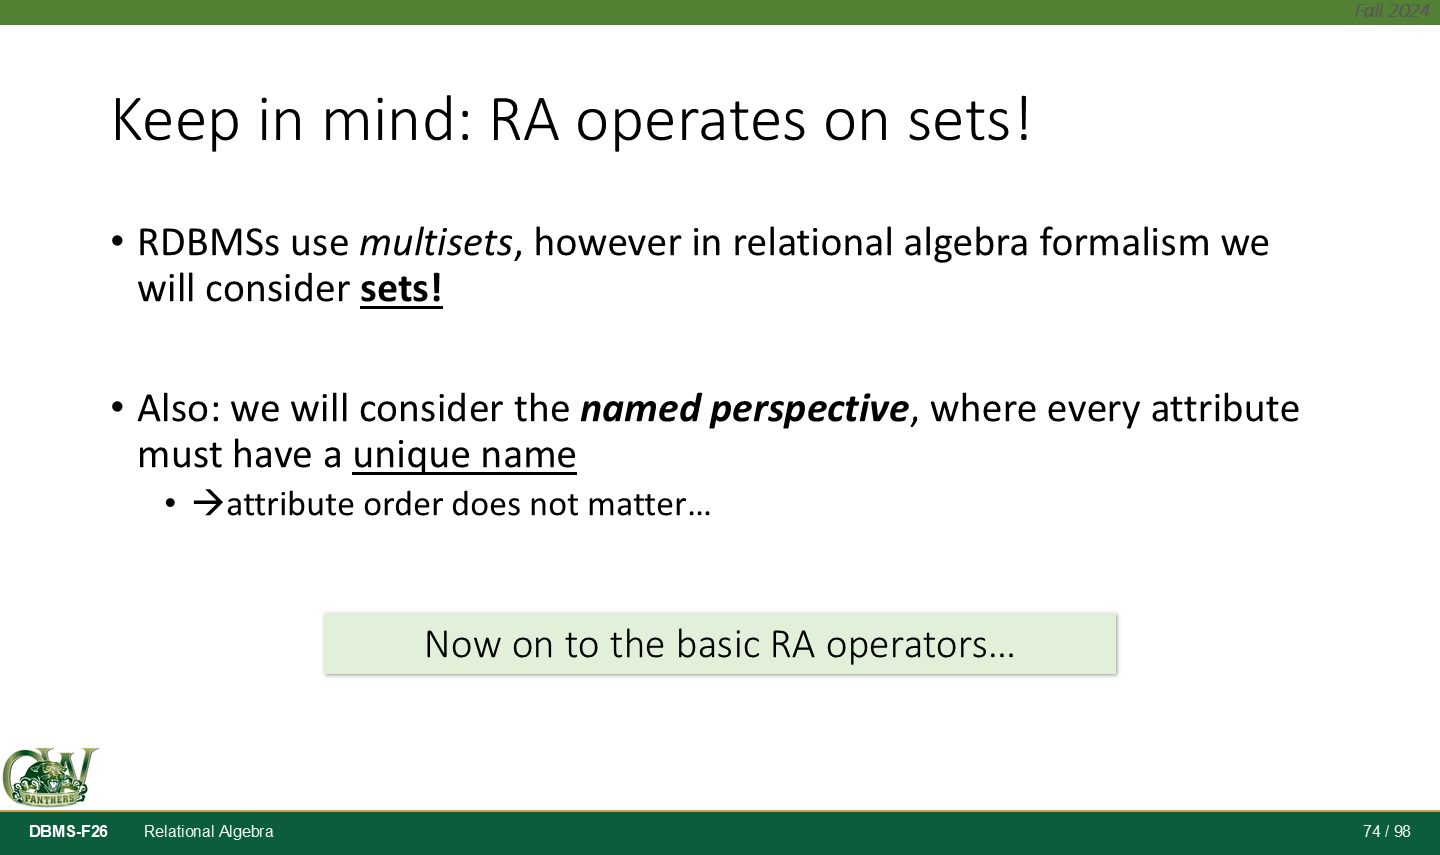 Fall 2024
Keep in mind: RA operates on sets!
• RDBMSs use multisets, however in relational algebra formalism we
will consider sets!
• Also: we will consider the named perspective, where every attribute
must have a unique name
• →attribute order does not matter…
Now on to the basic RA operators…
OW
PANTHERS
DBMS-F26 Relational Algebra 74 / 98